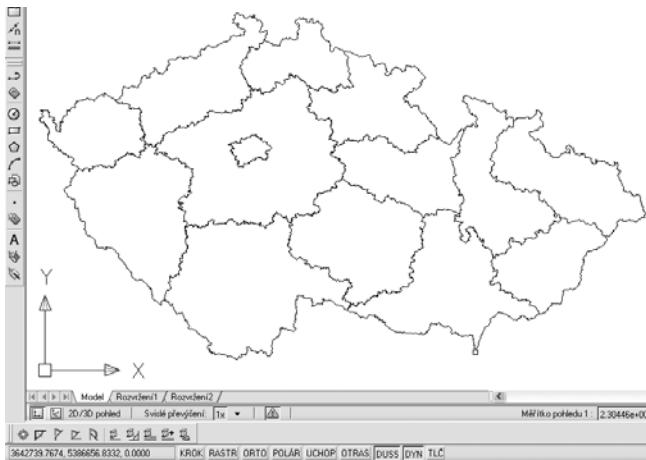 Y
X
A
Model / Rozvržení1 / Rozvržení2 /
2D/3D pohled Svislé převýšení: 1x Měřítko pohledu 1 : 2.30446e+00
3642739.7674, 5386656.8332, 0.0000 KROK RASTR ORTO POLÁR UCHOP OTRAS DUSS DYN TLČ